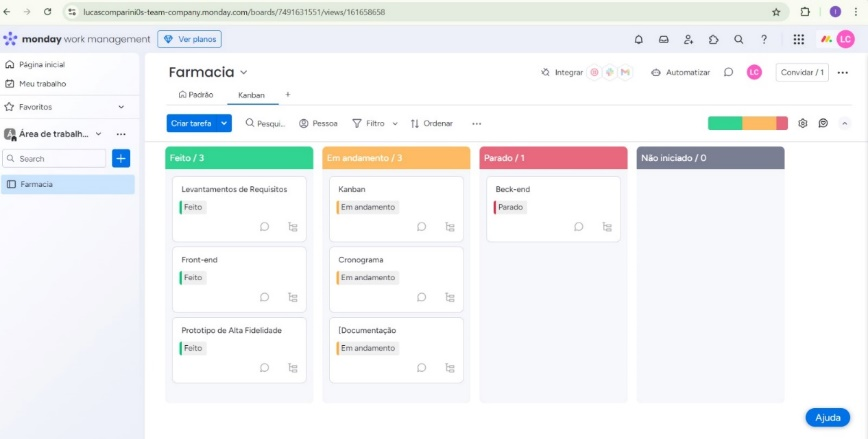 lucascomparini0s-team-company.monday.com/boards/7491631551/views/161658658
monday work management
Ver planos
LC
Página inicial
Meu trabalho
Favoritos
Área de trabalh...
Search
Farmacia
Farmacia
Integrar
Automatizar
LC
Convidar / 1
Padrão
Kanban
Criar tarefa
Pesqui...
Pessoa
Filtro
Ordenar
Feito / 3
Em andamento / 3
Parado / 1
Não iniciado / 0
Levantamentos de Requisitos
Feito
Kanban
Em andamento
Beck-end
Parado
Front-end
Feito
Cronograma
Em andamento
Prototipo de Alta Fidelidade
Feito
[Documentação
Em andamento
Ajuda